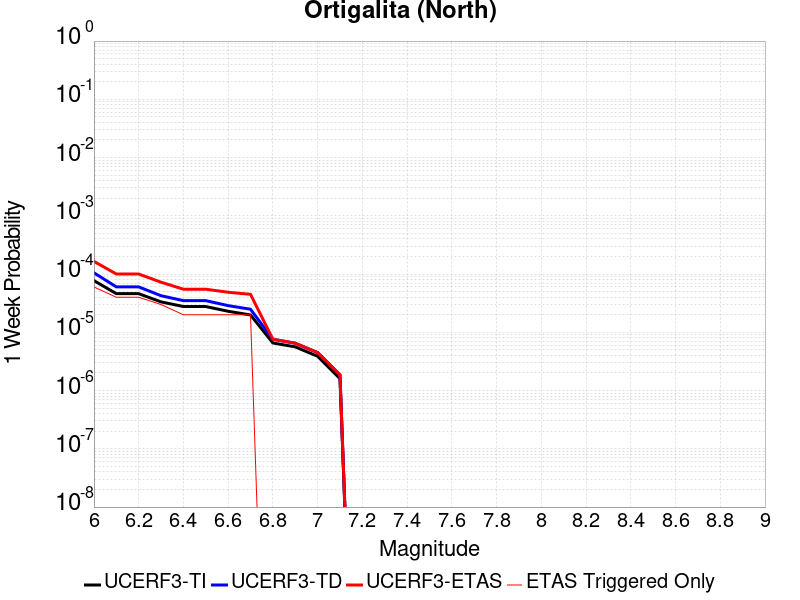 Ortigalita (North)
10^0
10^-1
10^-2
10^-3
10^-4
10^-5
10^-6
10^-7
10^-8
1 Week Probability
6 6.2 6.4 6.6 6.8 7 7.2 7.4 7.6 7.8 8 8.2 8.4 8.6 8.8 9
Magnitude
UCERF3-TI UCERF3-TD UCERF3-ETAS ETAS Triggered Only